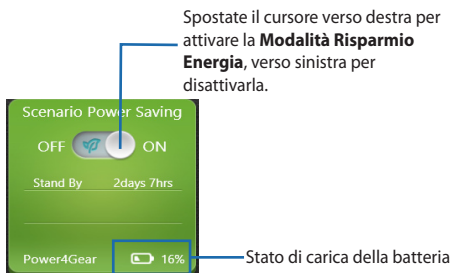 Spostate il cursore verso destra per
attivare la Modalità Risparmio
Energia, verso sinistra per
disattivarla.
Scenario Power Saving
OFF ON
Stand By 2days 7hrs
Power4Gear 16%
Stato di carica della batteria